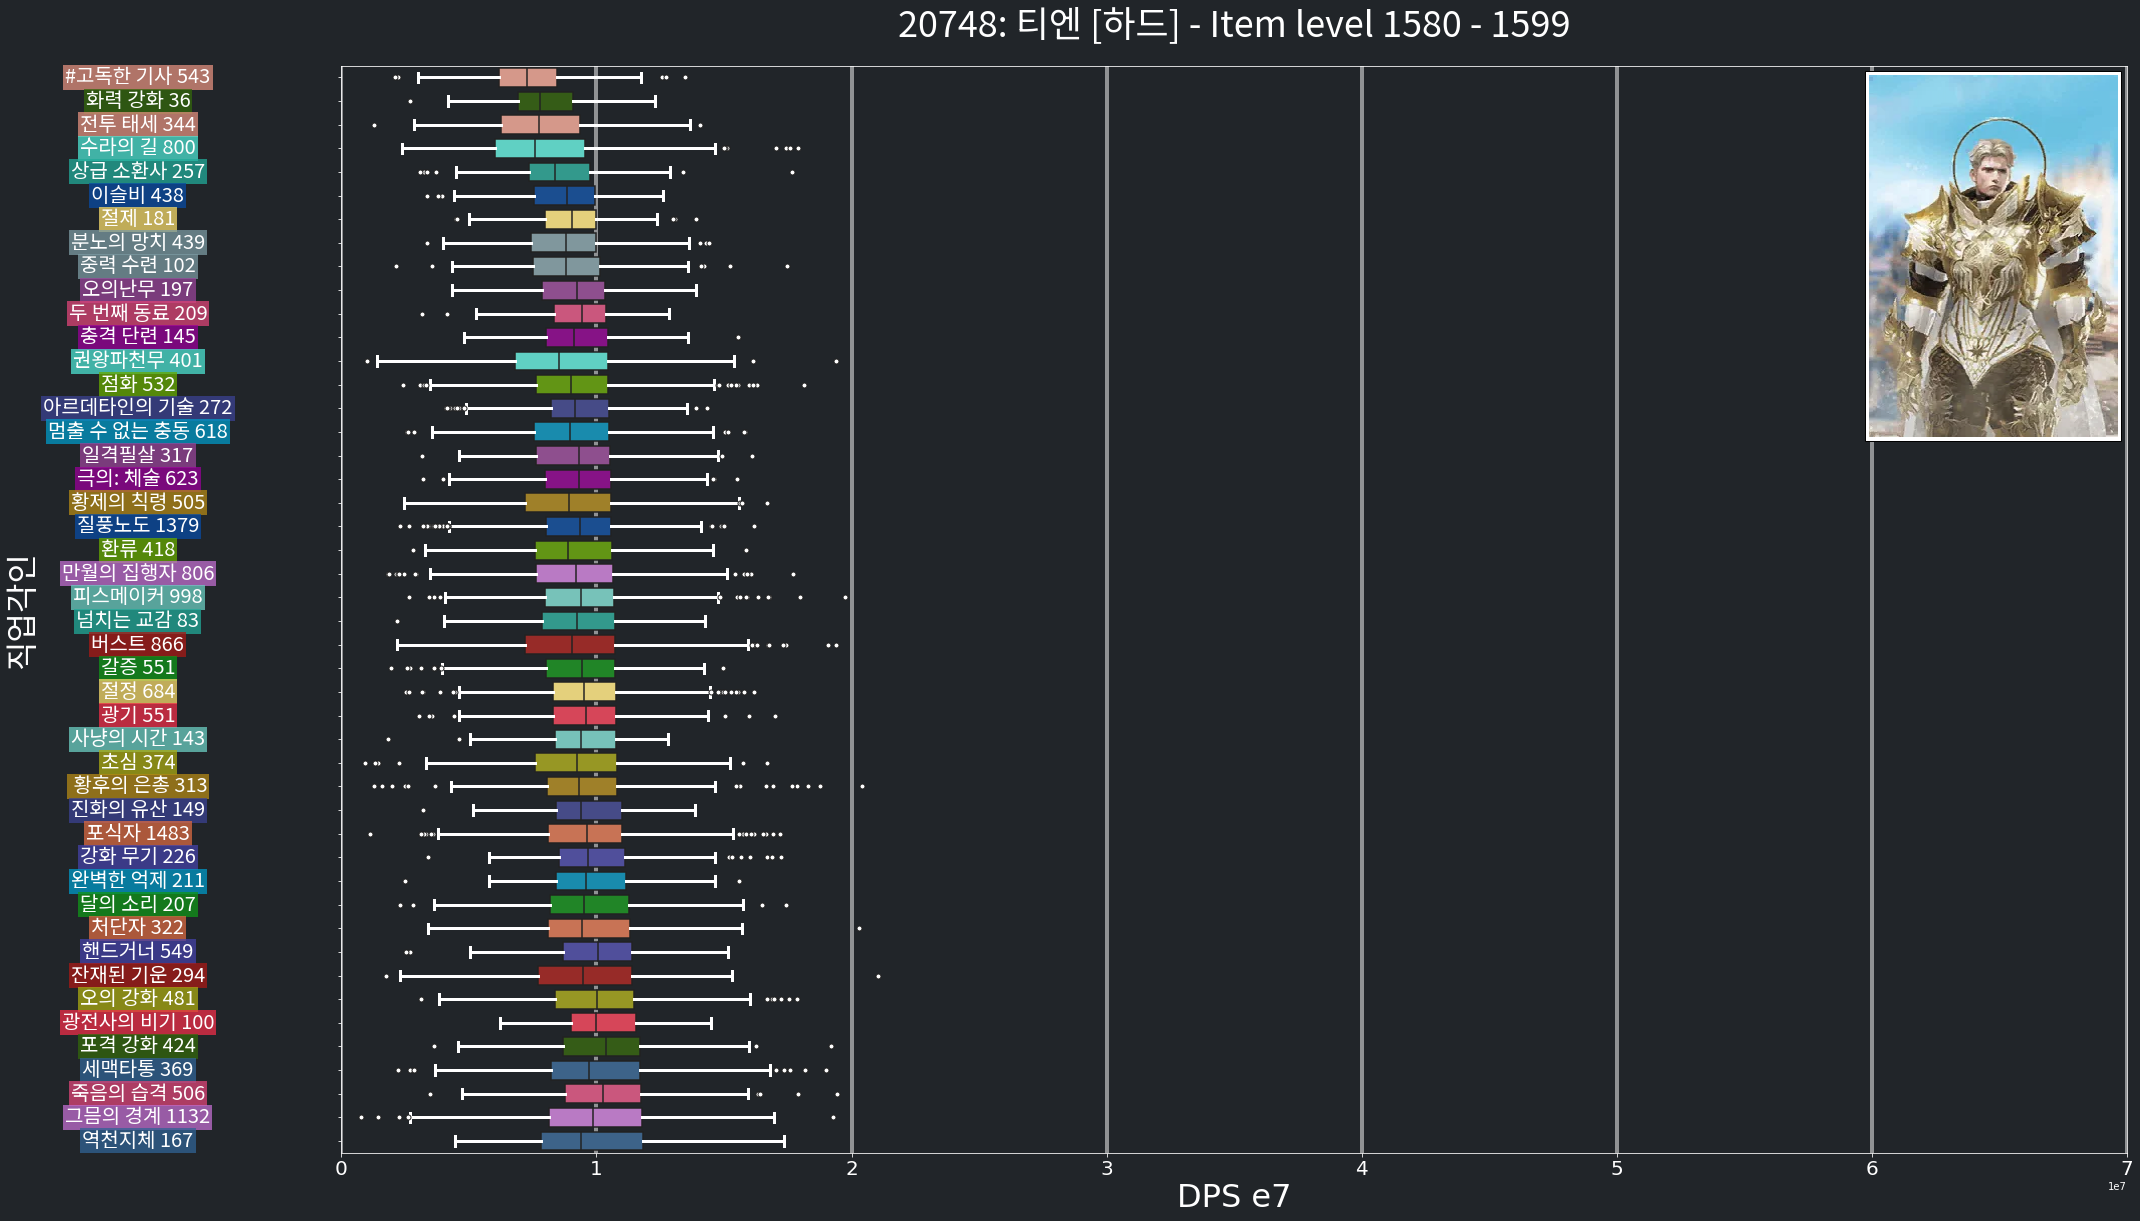 20748: 티엔 [하드] - Item level 1580 - 1599
#고독한 기사 543
화력 강화 36
전투 태세 344
수라의 길 800
상급 소환사 257
이슬비 438
절제 181
분노의 망치 439
중력 수련 102
오의난무 197
두 번째 동료 209
충격 단련 145
권왕파천무 401
점화 532
아르데타인의 기술 272
멈출 수 없는 충동 618
일격필살 317
극의: 체술 623
황제의 칙령 505
질풍노도 1379
환류 418
만월의 집행자 806
피스메이커 998
넘치는 교감 83
버스트 866
갈증 551
절정 684
광기 551
사냥의 시간 143
초심 374
황후의 은총 313
진화의 유산 149
포식자 1483
강화 무기 226
완벽한 억제 211
달의 소리 207
처단자 322
핸드거너 549
잔재된 기운 294
오의 강화 481
광전사의 비기 100
포격 강화 424
세맥타통 369
죽음의 습격 506
그믐의 경계 1132
역천지체 167
직업각인
0 1 2 3 4 5 6 7
1e7
DPS e7